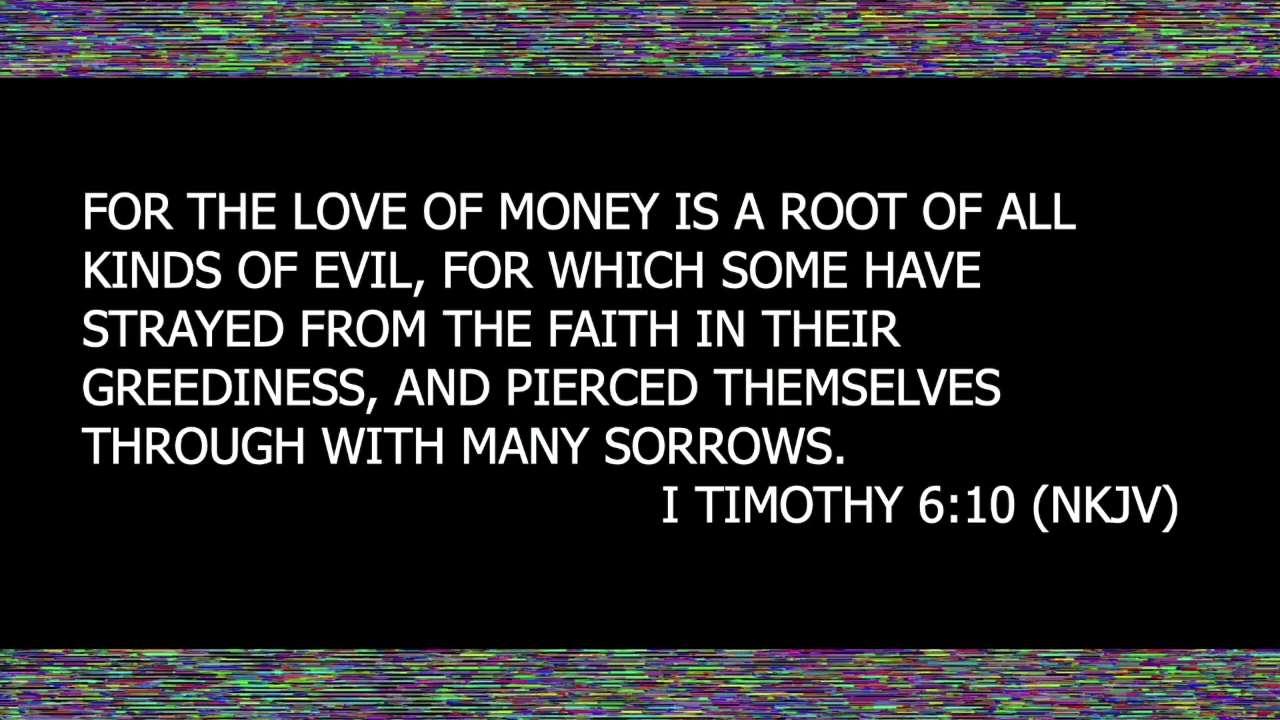 FOR THE LOVE OF MONEY IS A ROOT OF ALL
KINDS OF EVIL, FOR WHICH SOME HAVE
STRAYED FROM THE FAITH IN THEIR
GREEDINESS, AND PIERCED THEMSELVES
THROUGH WITH MANY SORROWS.
I TIMOTHY 6:10 (NKJV)